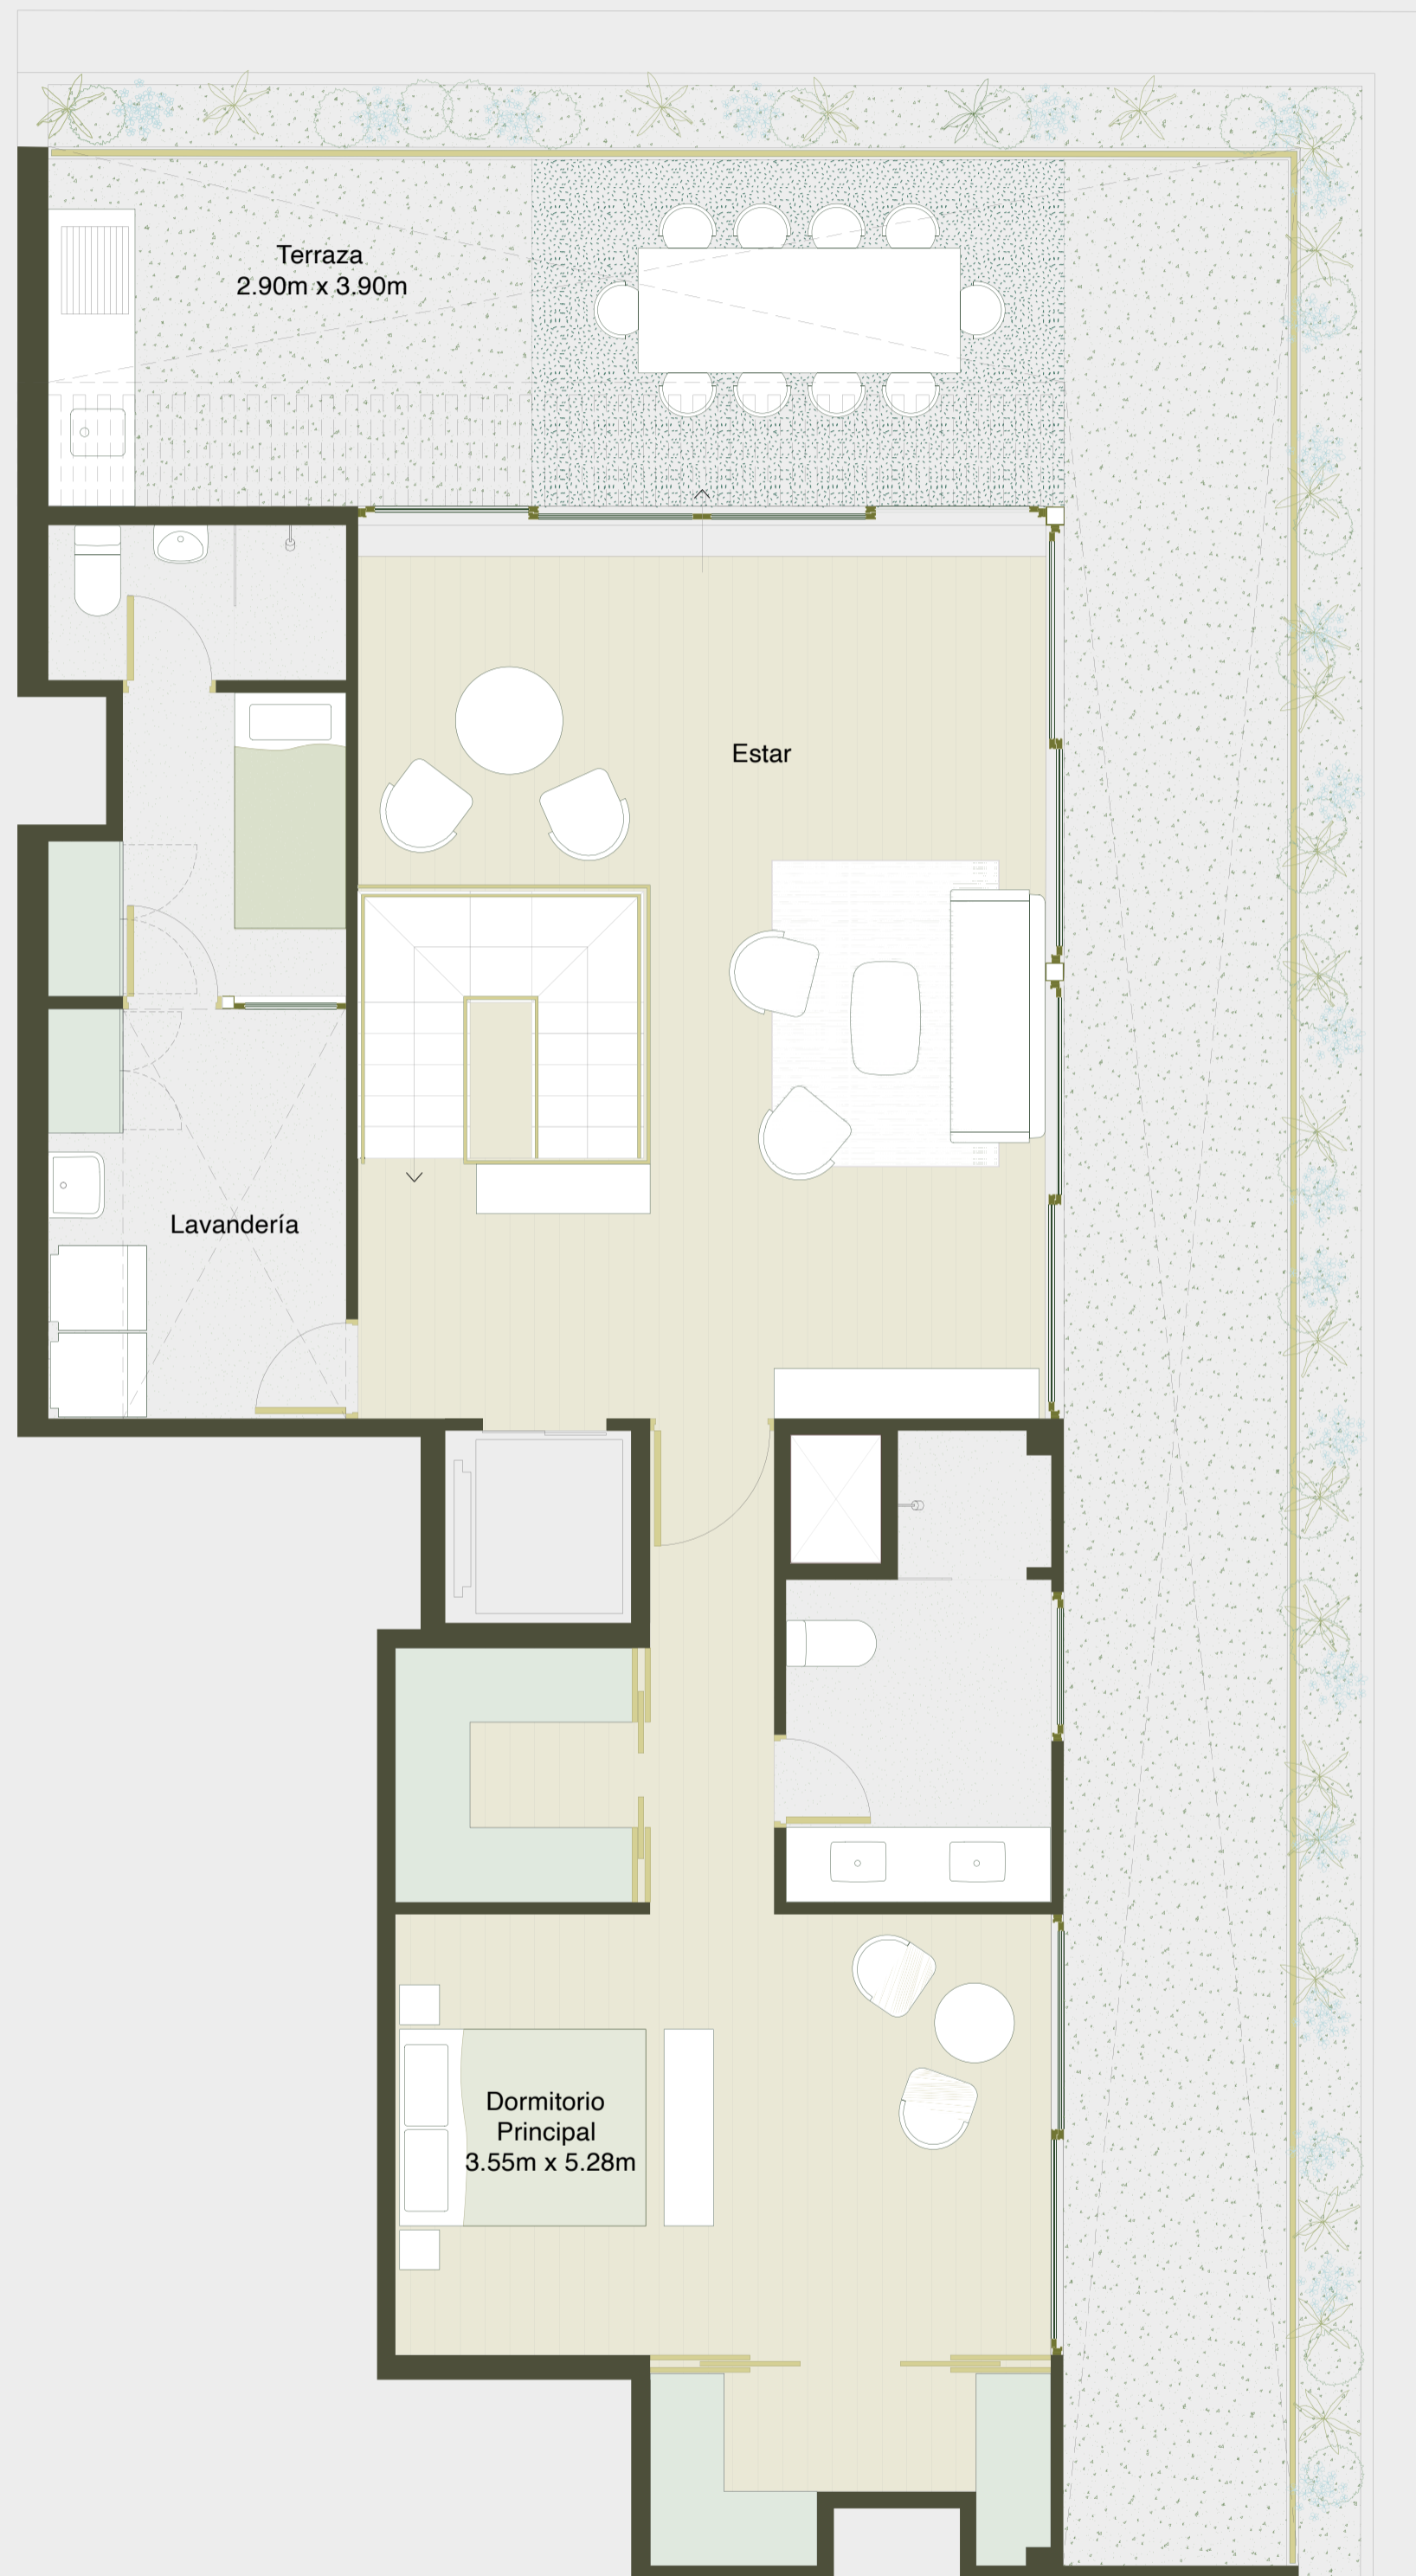 Terraza
2.90m x 3.90m
Estar
Lavandería
Dormitorio
Principal
3.55m x 5.28m